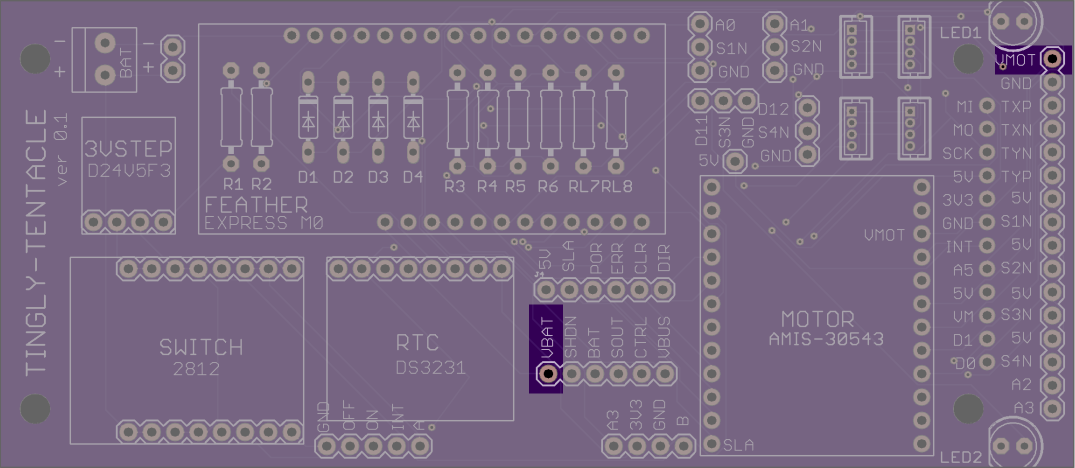 TINGLY-TENTACLE
ver 0.1
-
+
BAT
-
+
3VSTEP
D24V5F3
R1
R2
D1
D2
D3
D4
R3
R4
R5
R6
RL7
RL8
FEATHER
EXPRESS M0
A0
S1N
GND
A1
S2N
GND
D11
S3N
GND
D12
S4N
GND
5V
LED1
VMOT
GND
MI TXP
MO TXN
SCK TYN
5V TYP
3V3 5V
GND S1N
INT 5V
A5 S2N
5V 5V
VM S3N
D1 5V
D0 S4N
A2
A3
LED2
VMOT
MOTOR
AMIS-30543
SLA
5V
SLA
POR
ERR
CLR
DIR
VBAT
SHDN
BAT
SOUT
CTRL
VBUS
A3
3V3
GND
B
SWITCH
2812
RTC
DS3231
GND
OFF
ON
INT
A